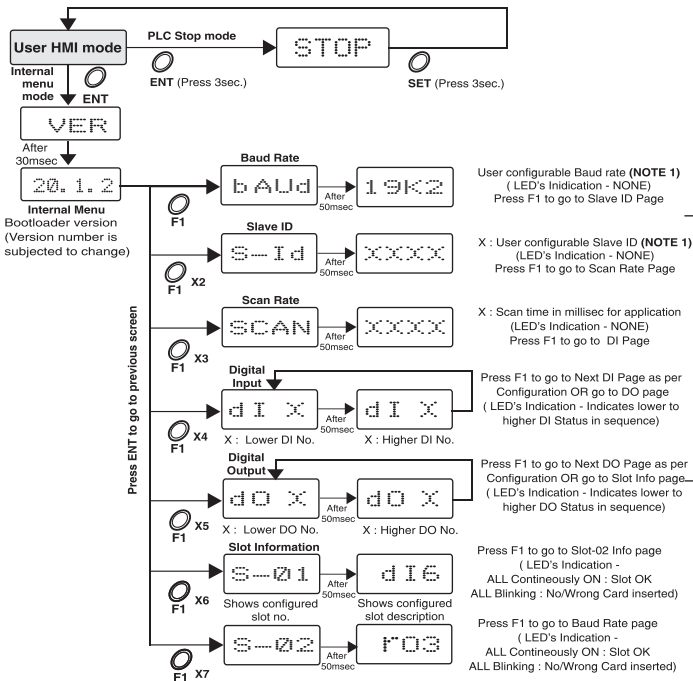 User HMI mode
PLC Stop mode
ENT (Press 3sec.)
STOP
SET (Press 3sec.)
Internal
menu
mode
ENT
VER
After
30msec
20.1.2
Internal Menu
Bootloader version
(Version number is
subjected to change)
Press ENT to go to previous screen
Baud Rate
F1
bAUd
After
50msec
19K2
User configurable Baud rate (NOTE 1)
( LED's Inidication - NONE)
Press F1 to go to Slave ID Page
Slave ID
F1 X2
S-Id
After
50msec
XXXX
X : User configurable Slave ID (NOTE 1)
(LED's Indication - NONE)
Press F1 to go to Scan Rate Page
Scan Rate
F1 X3
SCAN
After
50msec
XXXX
X : Scan time in millisec for application
(LED's Indication - NONE)
Press F1 to go to DI Page
Digital
Input
F1 X4
dI X
After
50msec
dI X
X : Lower DI No.
X : Higher DI No.
Press F1 to go to Next DI Page as per
Configuration OR go to DO page
( LED's Indication - Indicates lower to
higher DI Status in sequence)
Digital
Output
F1 X5
dO X
After
50msec
dO X
X : Lower DO No.
X : Higher DO No.
Press F1 to go to Next DO Page as per
Configuration OR go to Slot Info page
( LED's Indication - Indicates lower to
higher DO Status in sequence)
Slot Information
F1 X6
S-01
After
50msec
dI6
Shows configured
slot no.
Shows configured
slot description
Press F1 to go to Slot-02 Info page
( LED's Indication -
ALL Contineously ON : Slot OK
ALL Blinking : No/Wrong Card inserted)
F1 X7
S-02
After
50msec
r03
Press F1 to go to Baud Rate page
( LED's Indication -
ALL Contineously ON : Slot OK
ALL Blinking : No/Wrong Card inserted)